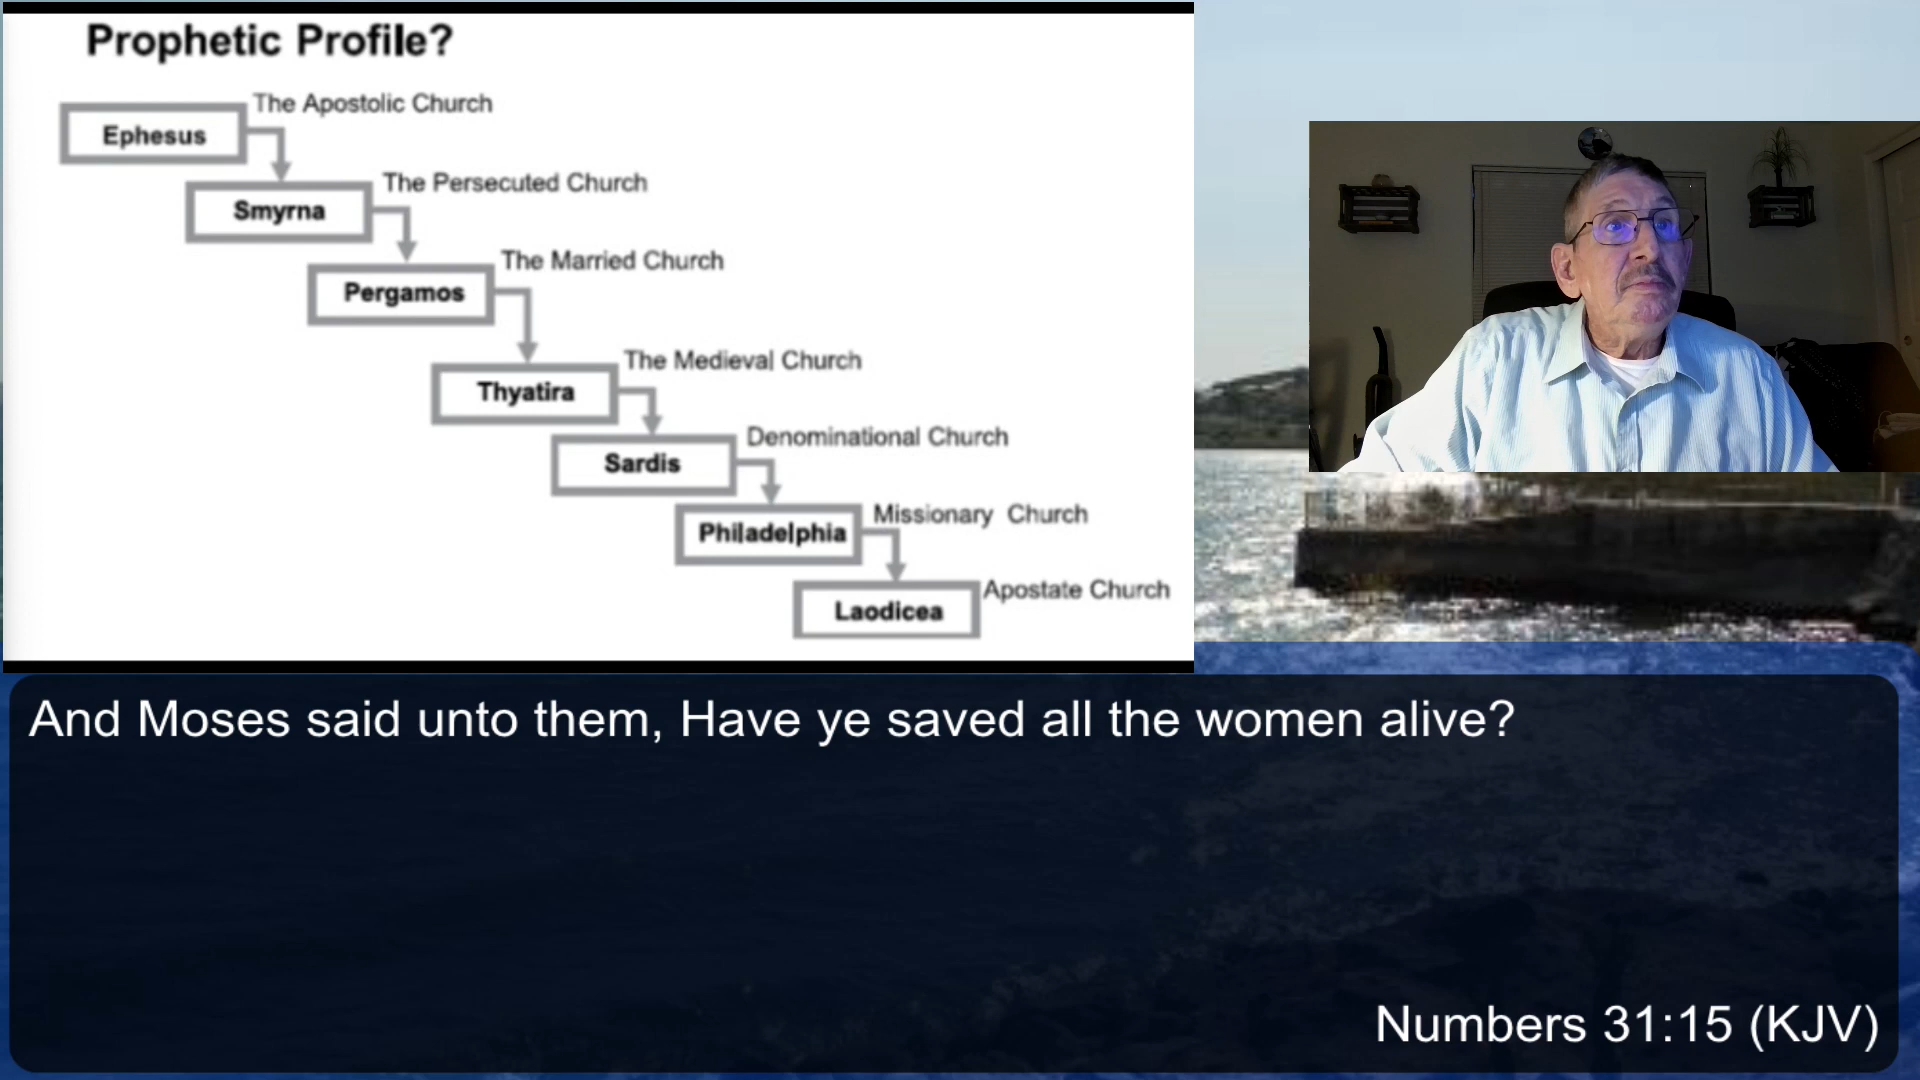 Prophetic Profile?
The Apostolic Church
Ephesus
The Persecuted Church
Smyrna
The Married Church
Pergamos
The Medieval Church
Thyatira
Denominational Church
Sardis
Missionary Church
Philadelphia
Apostate Church
Laodicea
And Moses said unto them, Have ye saved all the women alive?
Numbers 31:15 (KJV)